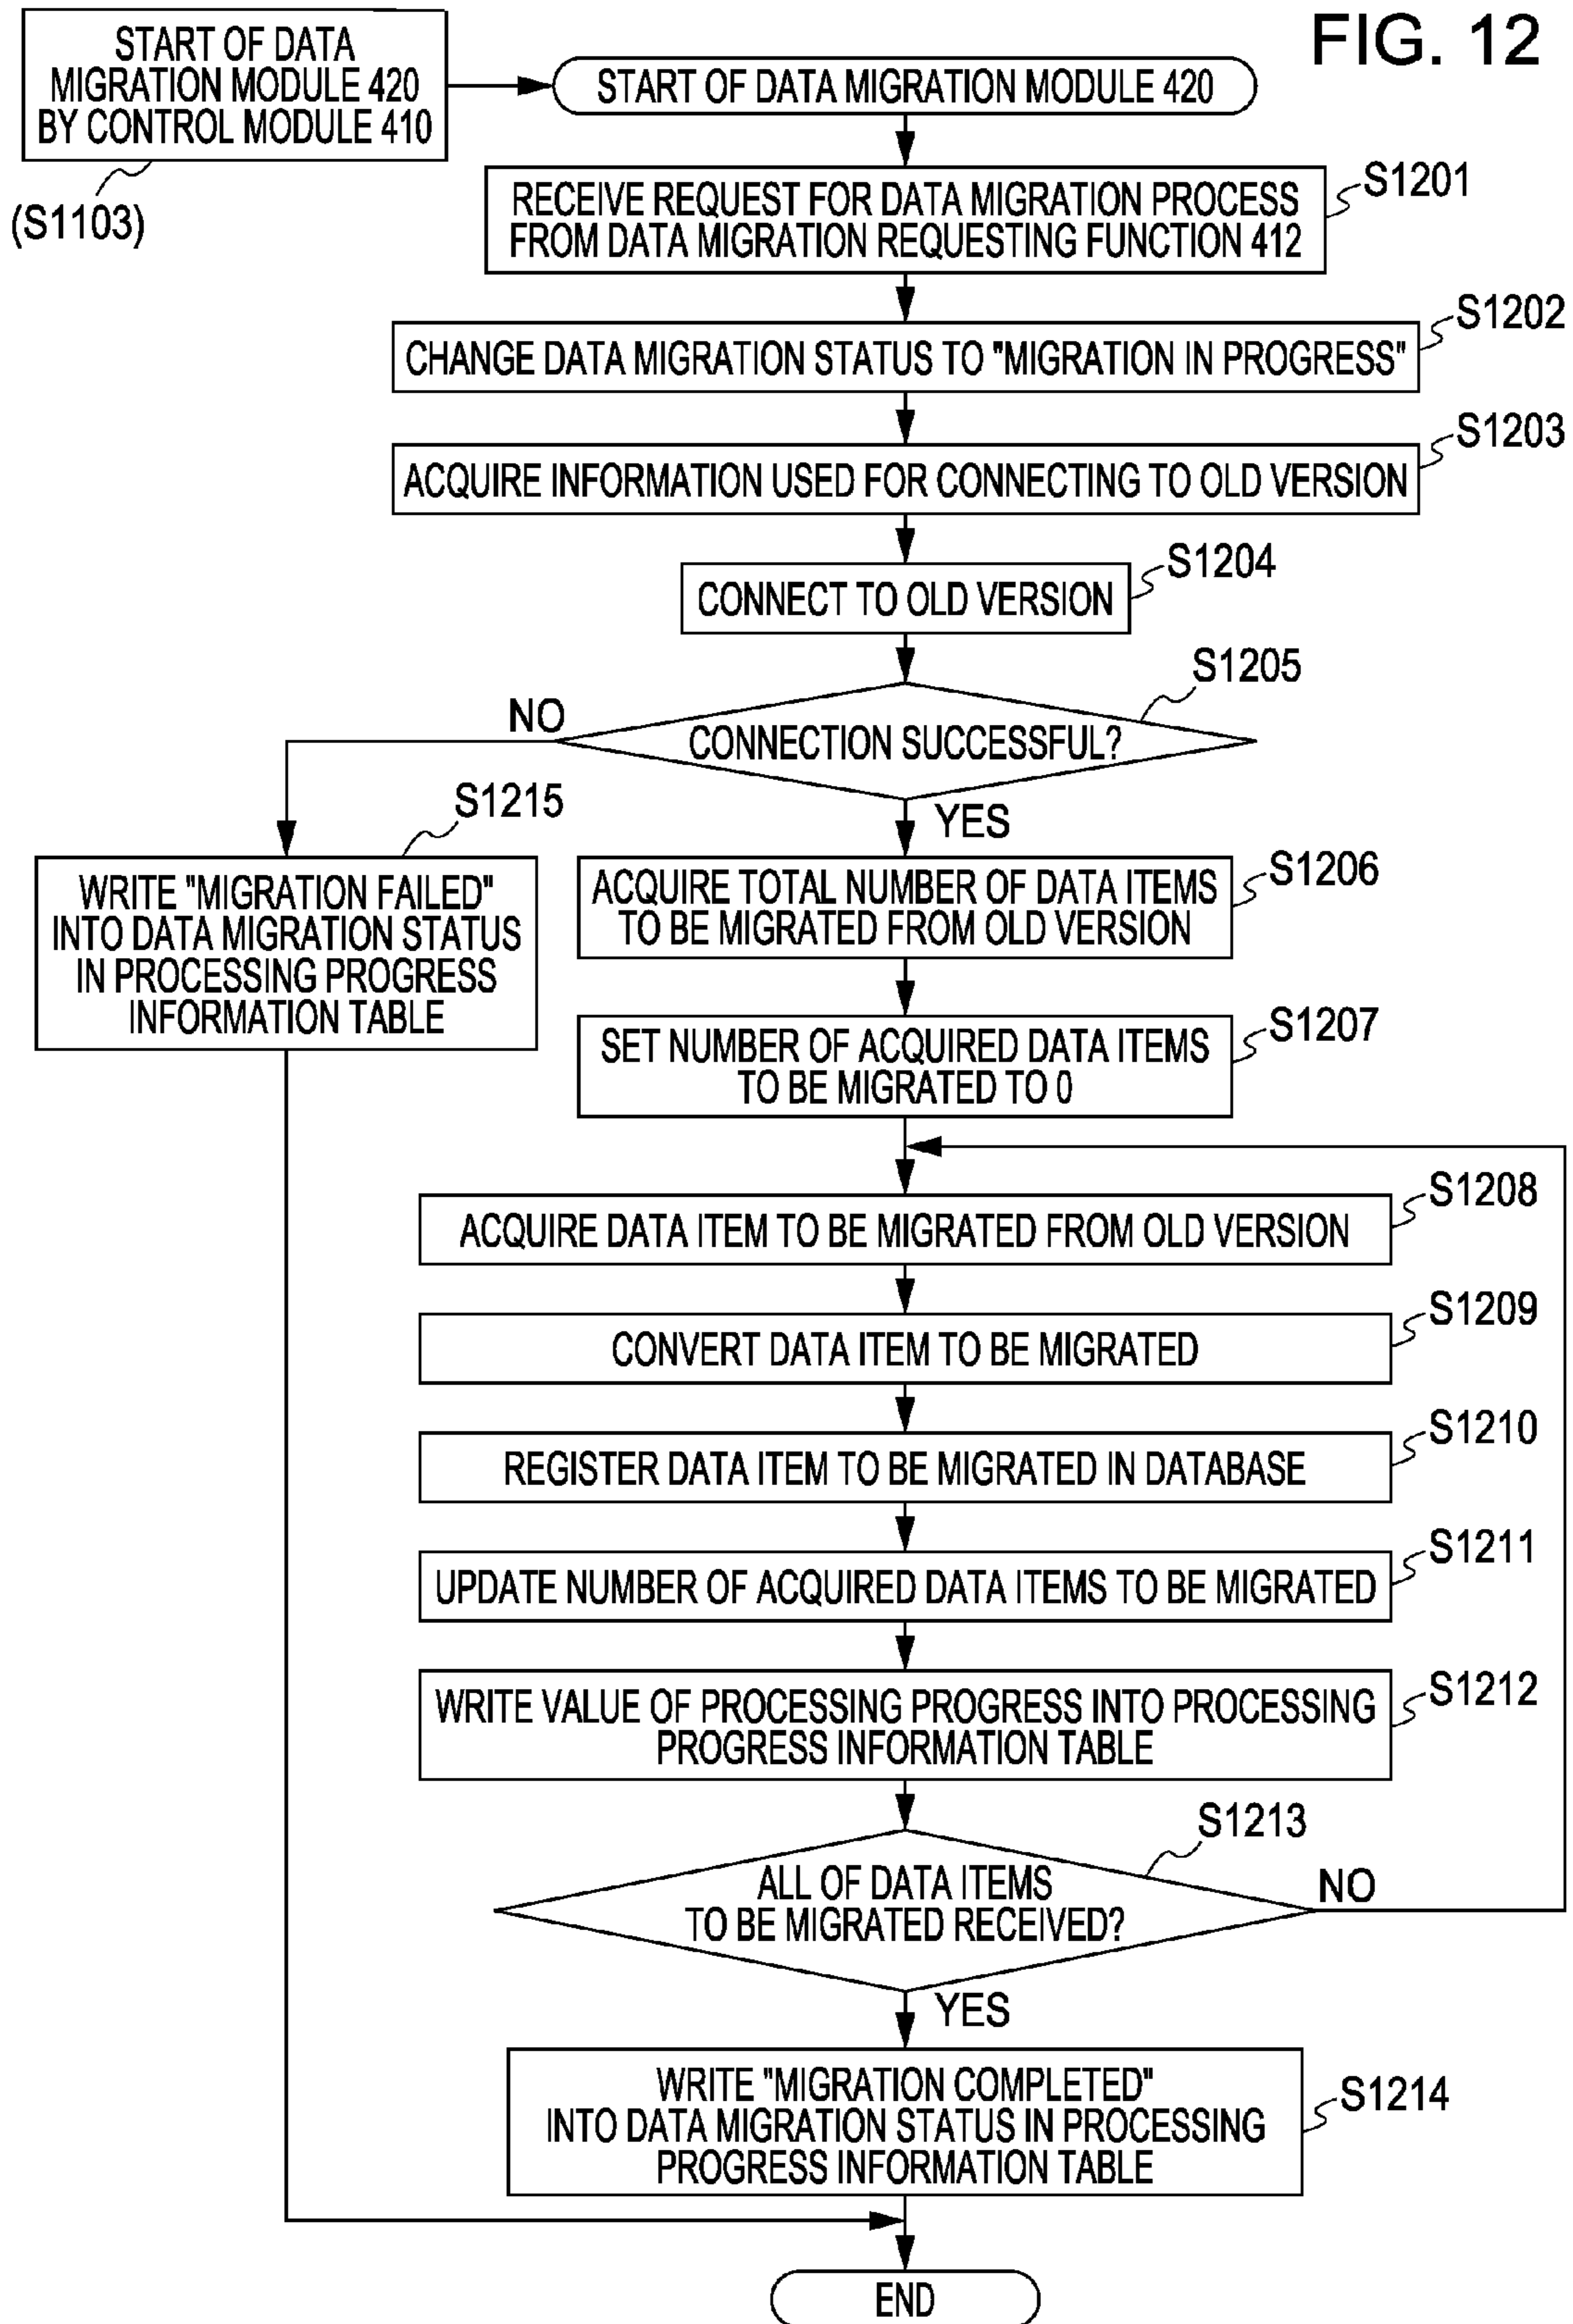 FIG. 12
START OF DATA
MIGRATION MODULE 420
BY CONTROL MODULE 410
(S1103)
START OF DATA MIGRATION MODULE 420
RECEIVE REQUEST FOR DATA MIGRATION PROCESS
FROM DATA MIGRATION REQUESTING FUNCTION 412
S1201
CHANGE DATA MIGRATION STATUS TO "MIGRATION IN PROGRESS"
S1202
ACQUIRE INFORMATION USED FOR CONNECTING TO OLD VERSION
S1203
CONNECT TO OLD VERSION
S1204
CONNECTION SUCCESSFUL?
S1205
NO
YES
WRITE "MIGRATION FAILED"
INTO DATA MIGRATION STATUS
IN PROCESSING PROGRESS
INFORMATION TABLE
S1215
ACQUIRE TOTAL NUMBER OF DATA ITEMS
TO BE MIGRATED FROM OLD VERSION
S1206
SET NUMBER OF ACQUIRED DATA ITEMS
TO BE MIGRATED TO 0
S1207
ACQUIRE DATA ITEM TO BE MIGRATED FROM OLD VERSION
S1208
CONVERT DATA ITEM TO BE MIGRATED
S1209
REGISTER DATA ITEM TO BE MIGRATED IN DATABASE
S1210
UPDATE NUMBER OF ACQUIRED DATA ITEMS TO BE MIGRATED
S1211
WRITE VALUE OF PROCESSING PROGRESS INTO PROCESSING
PROGRESS INFORMATION TABLE
S1212
ALL OF DATA ITEMS
TO BE MIGRATED RECEIVED?
S1213
NO
YES
WRITE "MIGRATION COMPLETED"
INTO DATA MIGRATION STATUS IN PROCESSING
PROGRESS INFORMATION TABLE
S1214
END